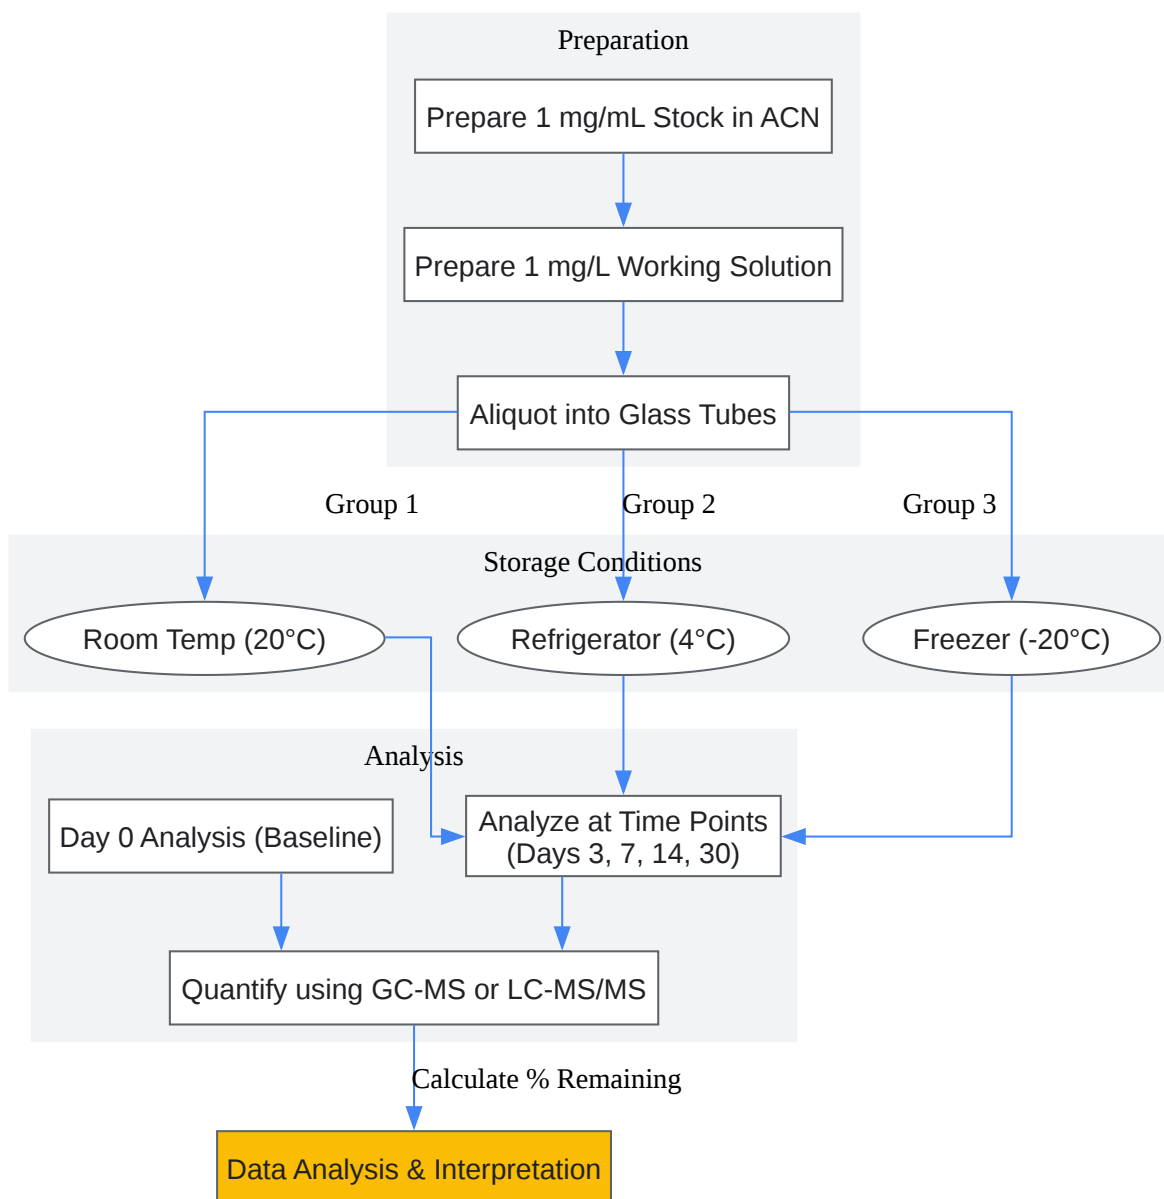 Preparation
Prepare 1 mg/mL Stock in ACN
Prepare 1 mg/L Working Solution
Aliquot into Glass Tubes
Group 1
Group 2
Group 3
Storage Conditions
Room Temp (20°C)
Refrigerator (4°C)
Freezer (-20°C)
Analysis
Day 0 Analysis (Baseline)
Analyze at Time Points
(Days 3, 7, 14, 30)
Quantify using GC-MS or LC-MS/MS
Calculate % Remaining
Data Analysis & Interpretation